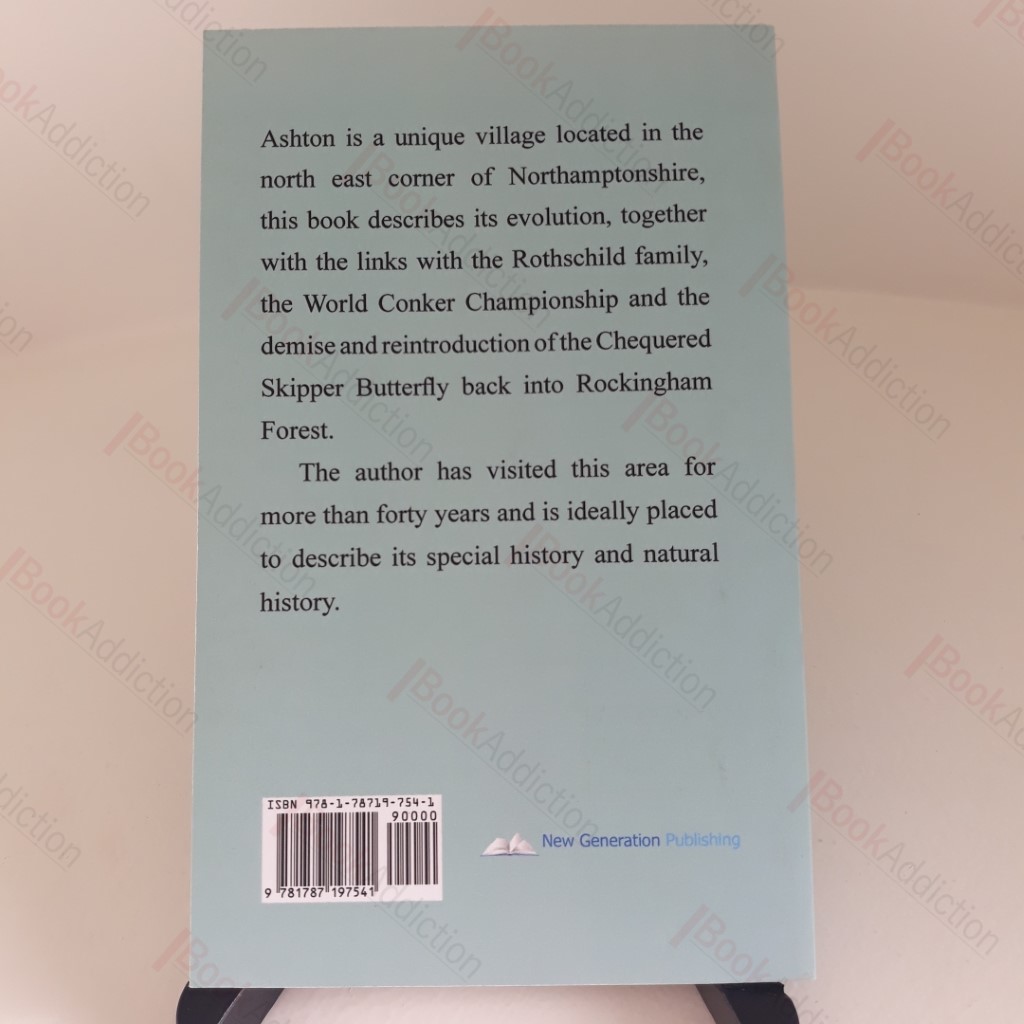 Ashton is a unique village located in the
north east corner of Northamptonshire,
this book describes its evolution, together
with the links with the Rothschild family,
the World Conker Championship and the
demise and reintroduction of the Chequered
Skipper Butterfly back into Rockingham
Forest.
The author has visited this area for
more than forty years and is ideally placed
to describe its special history and natural
history.
ISBN 978-1-78719-754-1
90000
9 781787 197541
New Generation Publishing
BookAddiction